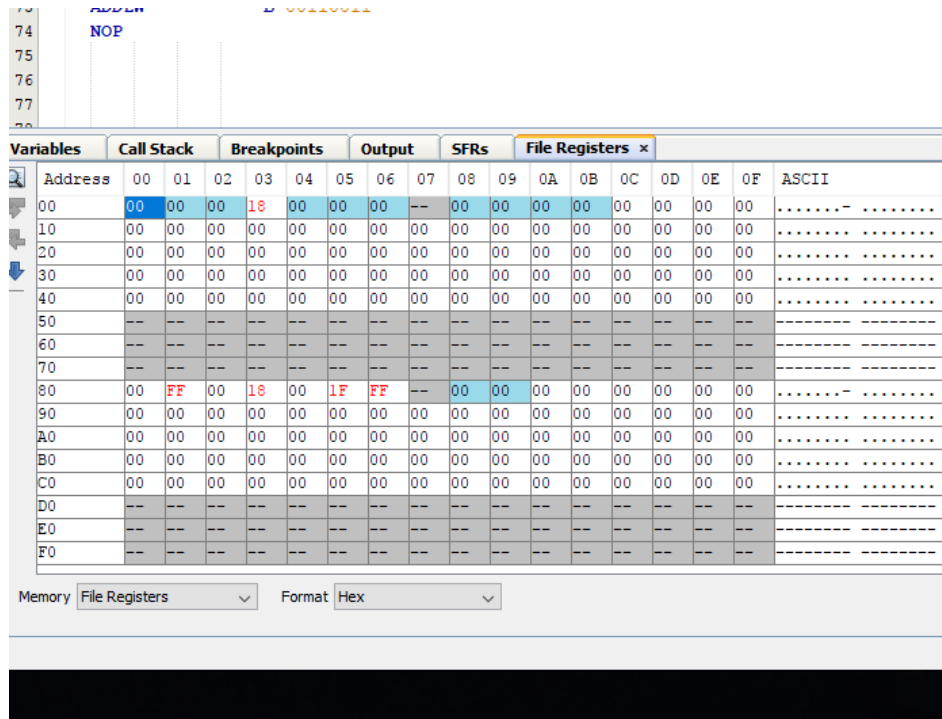 74 NOP
75
76
77
Variables Call Stack Breakpoints Output SFRs File Registers ×
Address 00 01 02 03 04 05 06 07 08 09 0A 0B 0C 0D 0E 0F ASCII
00 00 00 00 18 00 00 00 -- 00 00 00 00 00 00 00 00 .......- ........
10 00 00 00 00 00 00 00 00 00 00 00 00 00 00 00 00 ........ ........
20 00 00 00 00 00 00 00 00 00 00 00 00 00 00 00 00 ........ ........
30 00 00 00 00 00 00 00 00 00 00 00 00 00 00 00 00 ........ ........
40 00 00 00 00 00 00 00 00 00 00 00 00 00 00 00 00 ........ ........
50 -- -- -- -- -- -- -- -- -- -- -- -- -- -- -- -- -------- --------
60 -- -- -- -- -- -- -- -- -- -- -- -- -- -- -- -- -------- --------
70 -- -- -- -- -- -- -- -- -- -- -- -- -- -- -- -- -------- --------
80 00 FF 00 18 00 1F FF -- 00 00 00 00 00 00 00 00 .......- ........
90 00 00 00 00 00 00 00 00 00 00 00 00 00 00 00 00 ........ ........
A0 00 00 00 00 00 00 00 00 00 00 00 00 00 00 00 00 ........ ........
B0 00 00 00 00 00 00 00 00 00 00 00 00 00 00 00 00 ........ ........
C0 00 00 00 00 00 00 00 00 00 00 00 00 00 00 00 00 ........ ........
D0 -- -- -- -- -- -- -- -- -- -- -- -- -- -- -- -- -------- --------
E0 -- -- -- -- -- -- -- -- -- -- -- -- -- -- -- -- -------- --------
F0 -- -- -- -- -- -- -- -- -- -- -- -- -- -- -- -- -------- --------
Memory File Registers Format Hex